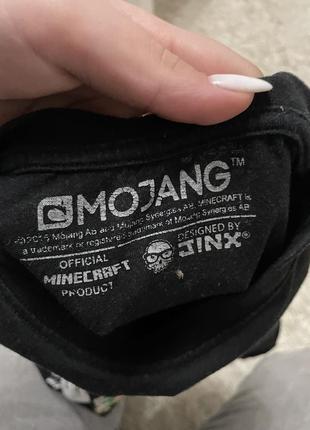 MOJANG™
© 2015 Mojang AB and Mojang Synergies AB. MINECRAFT is
a trademark or registered trademark of Mojang Synergies AB
OFFICIAL
MINECRAFT
PRODUCT
DESIGNED BY
JINX®